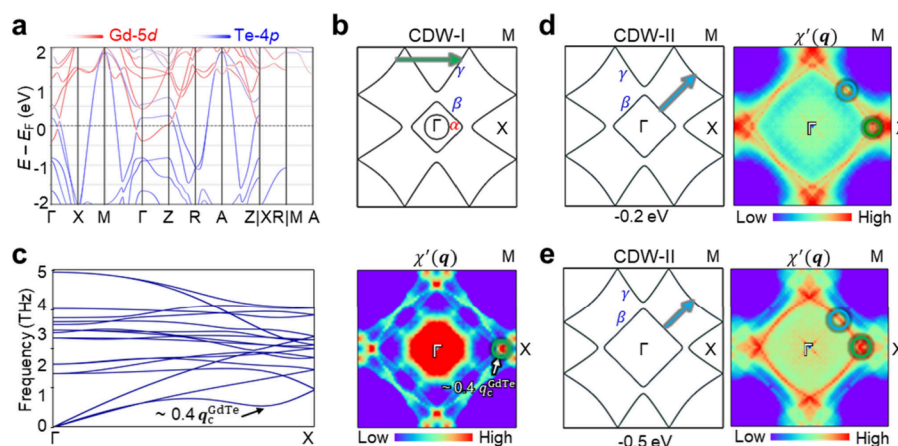 a
Gd-5d
Te-4p
E − E_F (eV)
2
1
0
-1
-2
Γ X M Γ Z R A Z|XR|M A
b
CDW-I
M
γ
β
Γ
α
X
χ′(q)
M
Γ
X
~ 0.4 q_c^GdTe
Low
High
c
Frequency (THz)
5
4
3
2
1
0
~ 0.4 q_c^GdTe
Γ
X
d
CDW-II
M
γ
β
Γ
X
-0.2 eV
χ′(q)
M
Γ
X
Low
High
e
CDW-II
M
γ
β
Γ
X
-0.5 eV
χ′(q)
M
Γ
X
Low
High